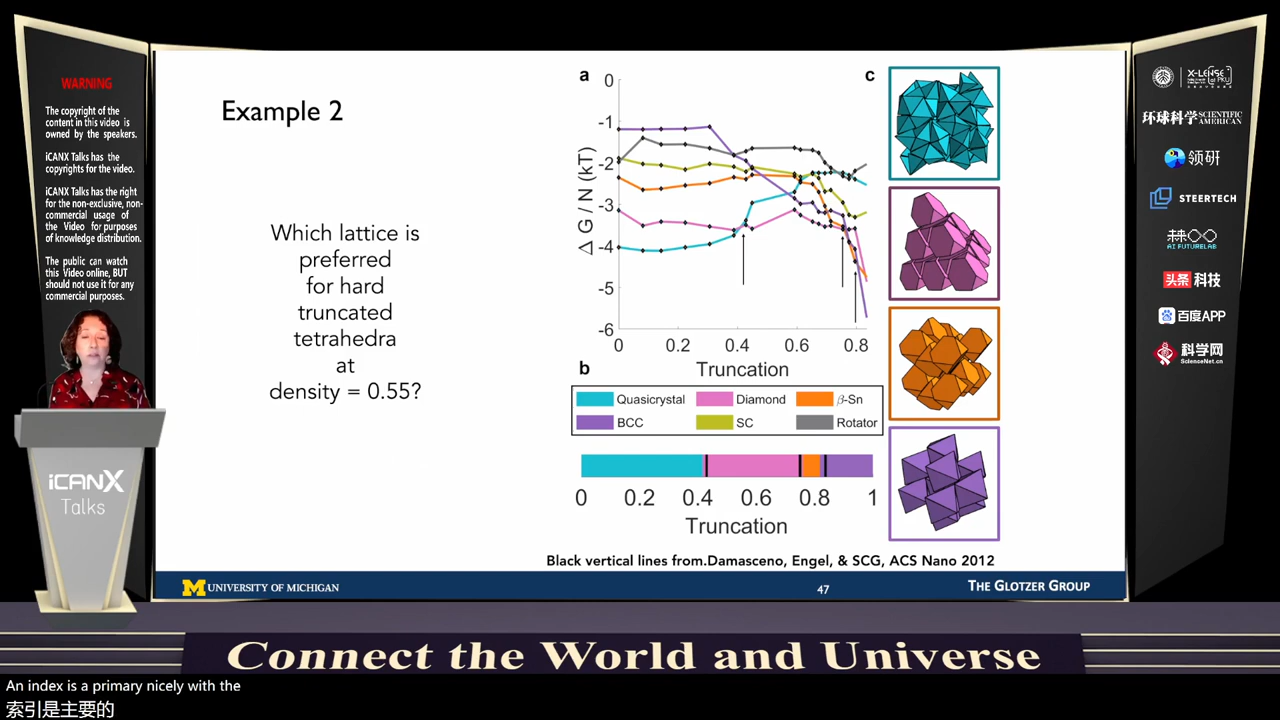 WARNING
The copyright of the
content in this video is
owned by the speakers.
iCANX Talks has the
copyrights for the video.
iCANX Talks has the right
for the non-exclusive, non-
commercial usage of
the Video for purposes
of knowledge distribution.
The public can watch
this Video online, BUT
should not use it for any
commercial purposes.
iCANX
Talks
Example 2
Which lattice is
preferred
for hard
truncated
tetrahedra
at
density = 0.55?
a
c
0
-1
-2
-3
-4
-5
-6
Δ G / N (kT)
0 0.2 0.4 0.6 0.8
Truncation
b
Quasicrystal Diamond β-Sn
BCC SC Rotator
0 0.2 0.4 0.6 0.8 1
Truncation
Black vertical lines from.Damasceno, Engel, & SCG, ACS Nano 2012
M UNIVERSITY OF MICHIGAN
47
THE GLOTZER GROUP
环球科学 SCIENTIFIC AMERICAN
领研
STEERTECH
AI FUTURELAB
头条 科技
百度APP
科学网
ScienceNet.cn
Connect the World and Universe
An index is a primary nicely with the
索引是主要的